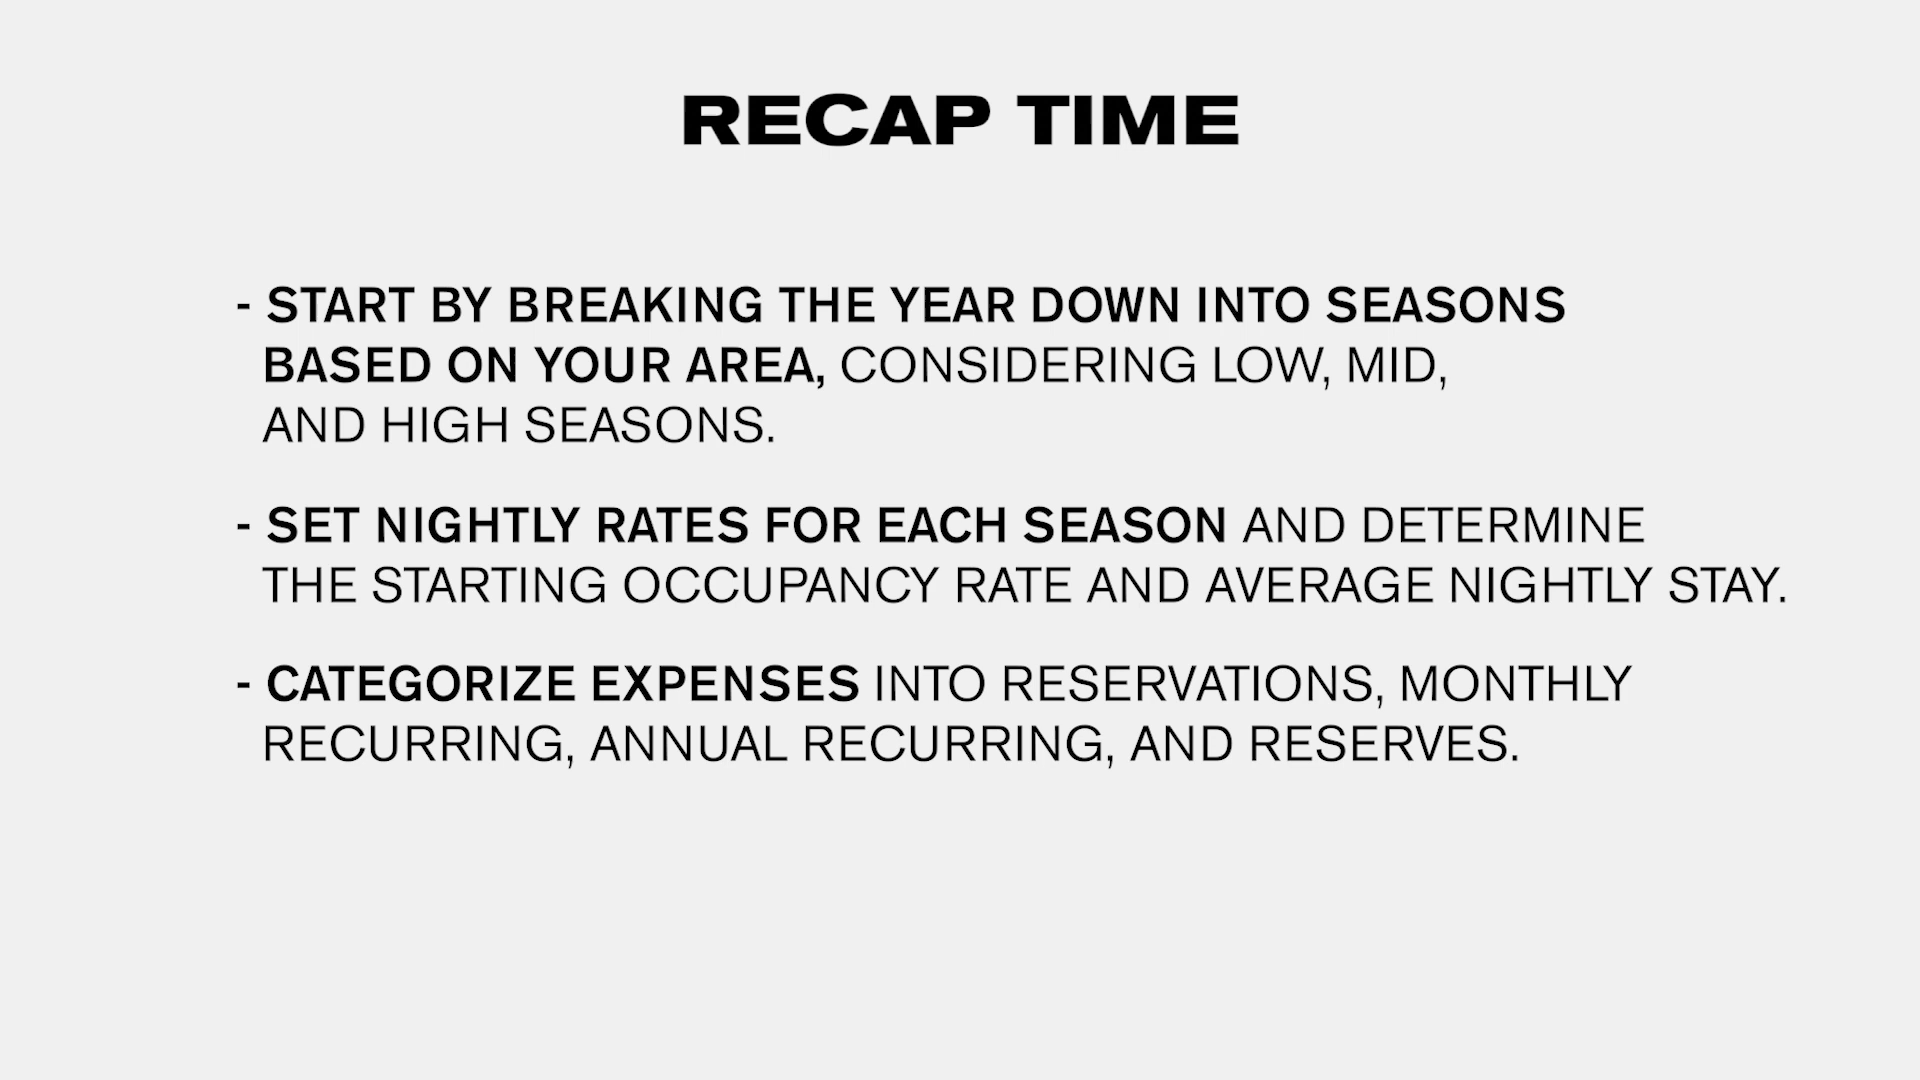 RECAP TIME
- START BY BREAKING THE YEAR DOWN INTO SEASONS
BASED ON YOUR AREA, CONSIDERING LOW, MID,
AND HIGH SEASONS.
- SET NIGHTLY RATES FOR EACH SEASON AND DETERMINE
THE STARTING OCCUPANCY RATE AND AVERAGE NIGHTLY STAY.
- CATEGORIZE EXPENSES INTO RESERVATIONS, MONTHLY
RECURRING, ANNUAL RECURRING, AND RESERVES.